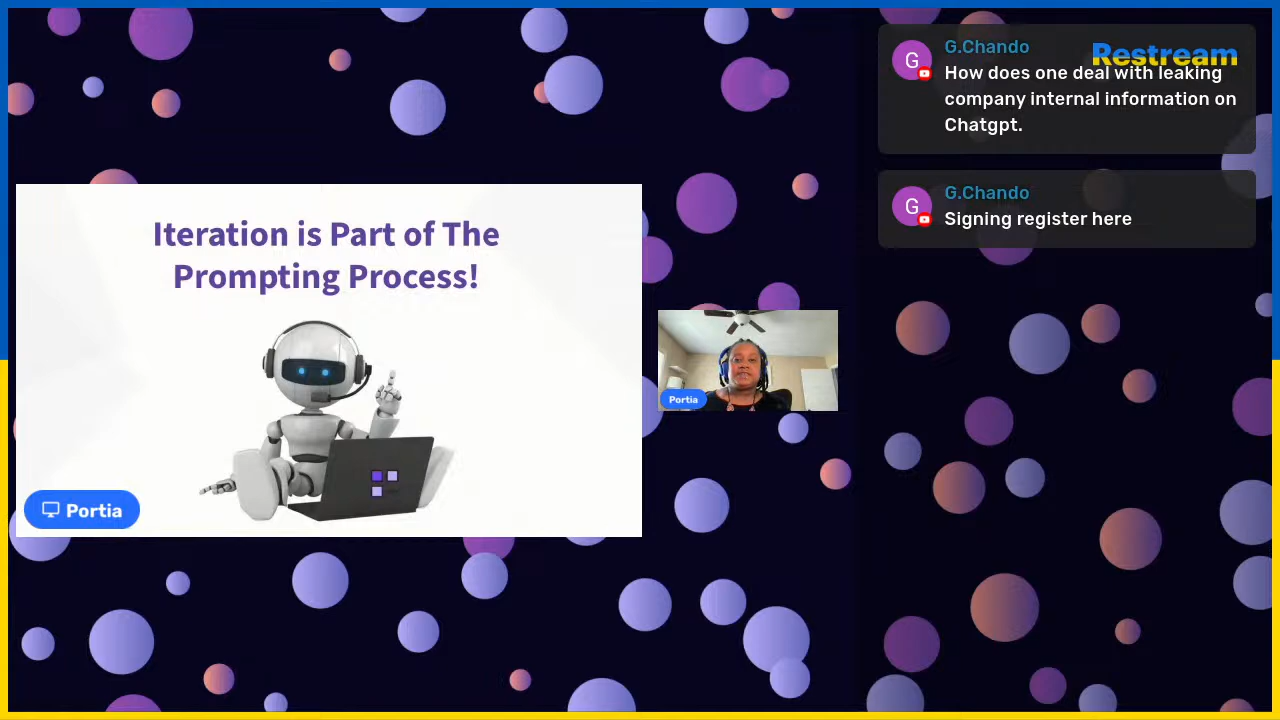 Iteration is Part of The
Prompting Process!
Portia
Portia
Restream
G.Chando
How does one deal with leaking
company internal information on
Chatgpt.
G.Chando
Signing register here
G
G